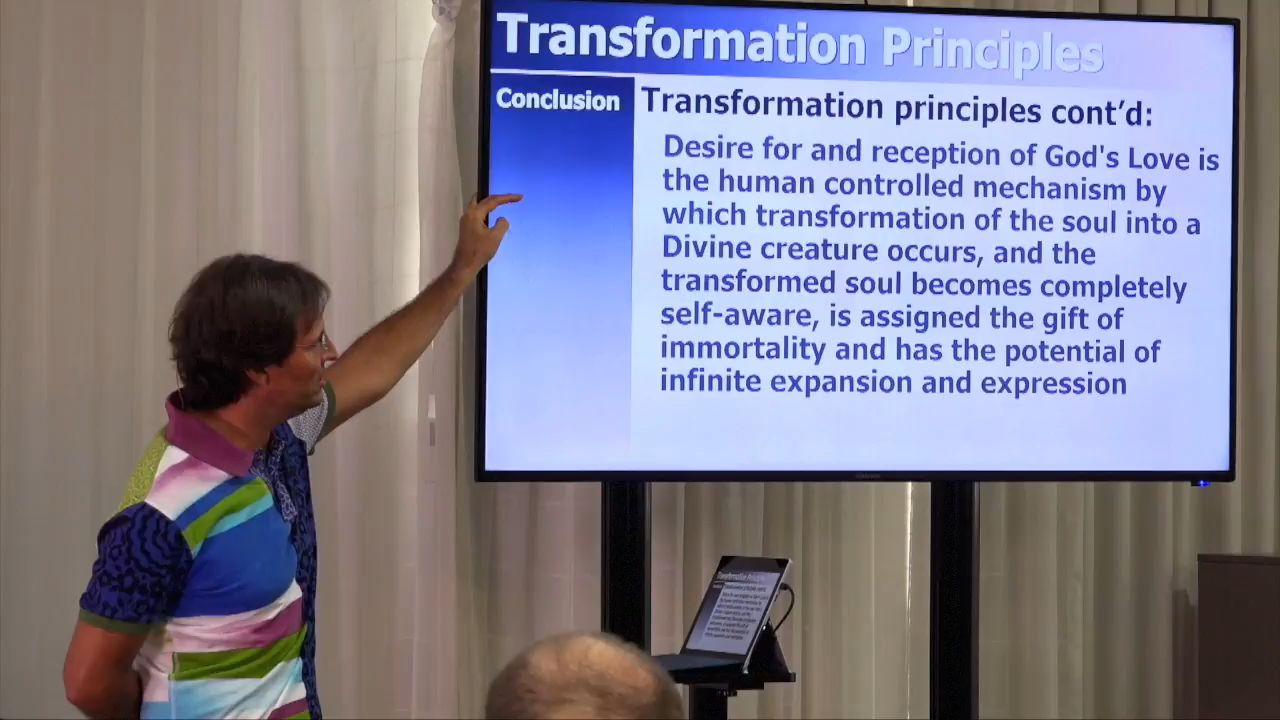 Transformation Principles
Conclusion
Transformation principles cont'd:
Desire for and reception of God's Love is
the human controlled mechanism by
which transformation of the soul into a
Divine creature occurs, and the
transformed soul becomes completely
self-aware, is assigned the gift of
immortality and has the potential of
infinite expansion and expression